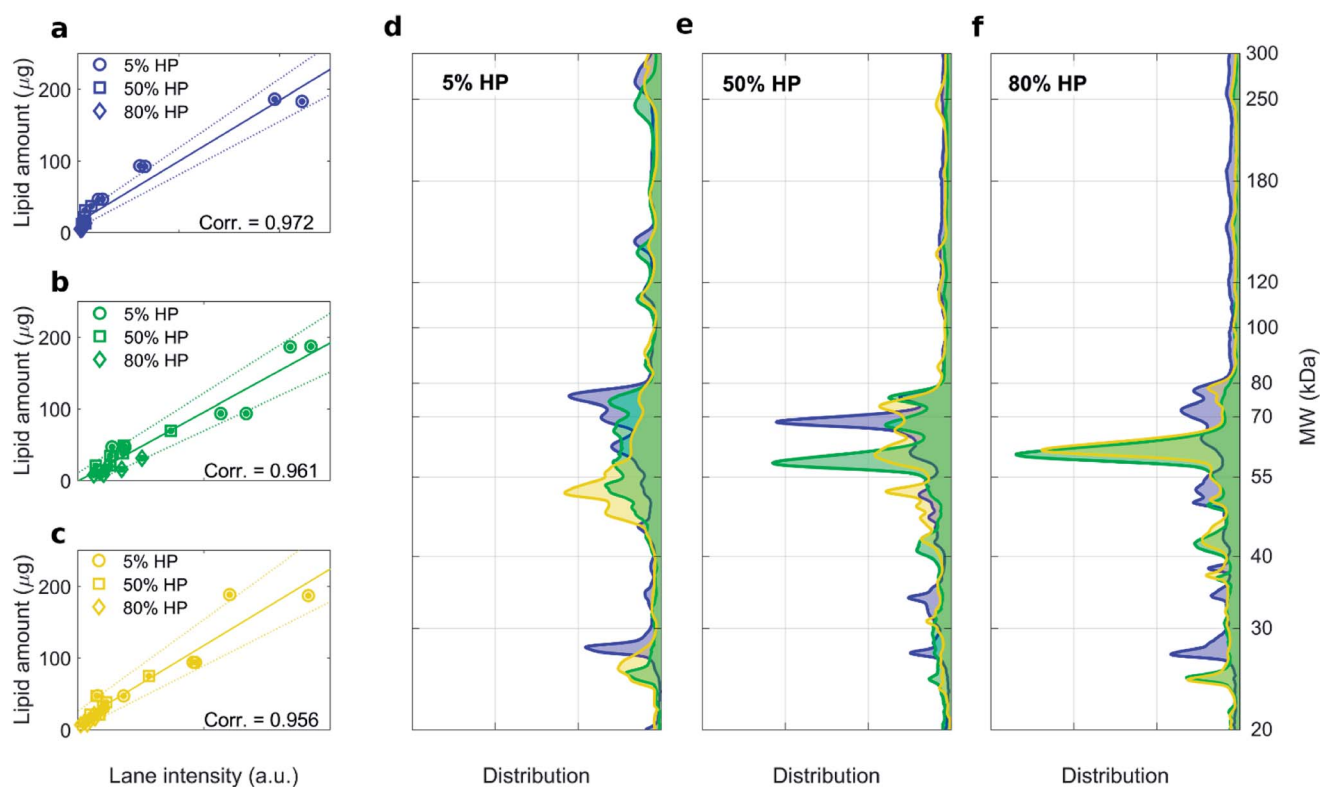 a
Lipid amount (µg)
200
100
0
5% HP
50% HP
80% HP
Corr. = 0.972
b
Lipid amount (µg)
200
100
0
5% HP
50% HP
80% HP
Corr. = 0.961
c
Lipid amount (µg)
200
100
0
5% HP
50% HP
80% HP
Corr. = 0.956
Lane intensity (a.u.)
d
5% HP
Distribution
e
50% HP
Distribution
f
80% HP
Distribution
300
250
180
120
100
80
70
55
40
30
20
MW (kDa)